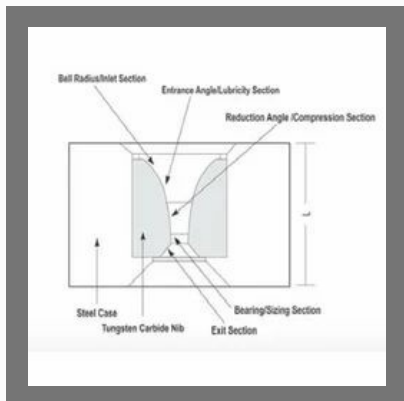 Bell Radius/Inlet Section
Entrance Angle/Lubricity Section
Reduction Angle /Compression Section
L
Bearing/Sizing Section
Steel Case
Tungsten Carbide Nib
Exit Section